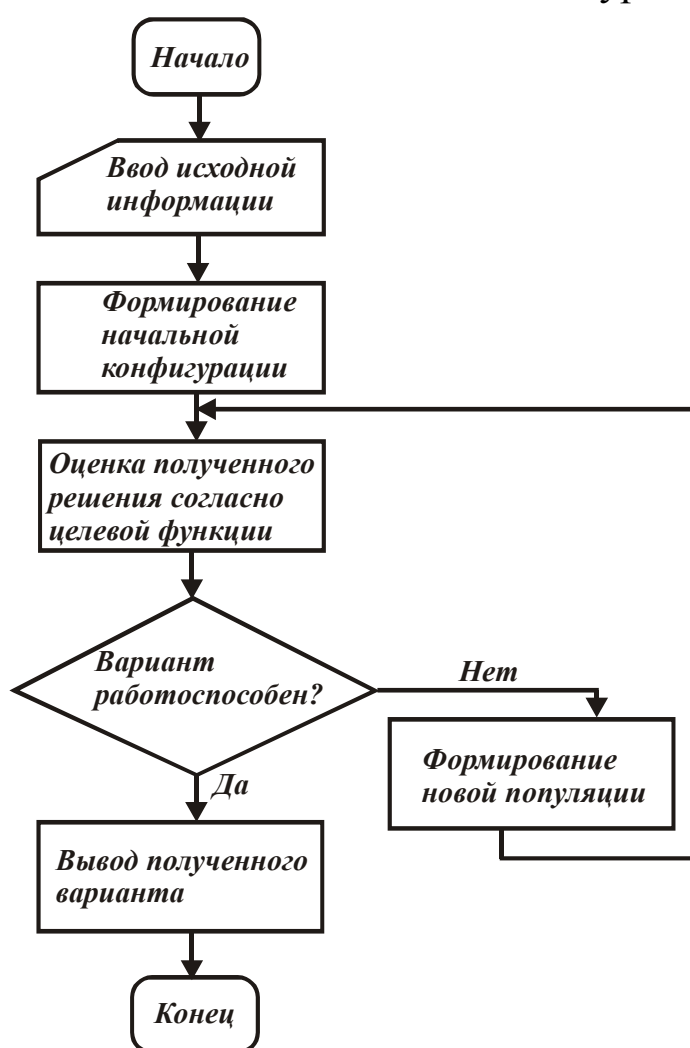 ур
Начало
Ввод исходной
информации
Формирование
начальной
конфигурации
Оценка полученного
решения согласно
целевой функции
Вариант
работоспособен?
Нет
Формирование
новой популяции
Да
Вывод полученного
варианта
Конец